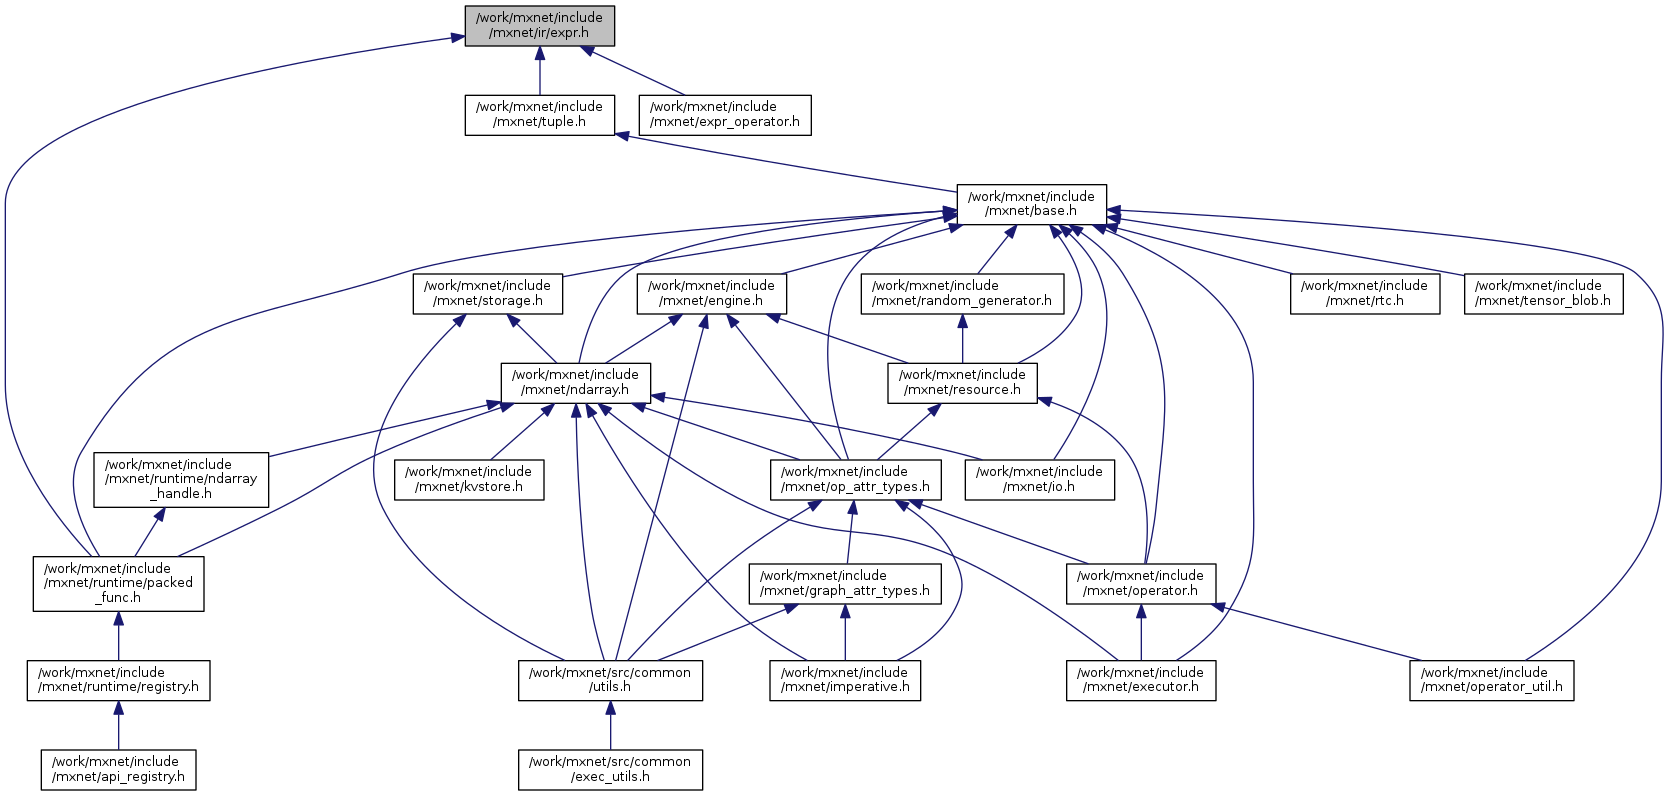 /work/mxnet/include
/mxnet/ir/expr.h
/work/mxnet/include
/mxnet/tuple.h
/work/mxnet/include
/mxnet/expr_operator.h
/work/mxnet/include
/mxnet/base.h
/work/mxnet/include
/mxnet/storage.h
/work/mxnet/include
/mxnet/engine.h
/work/mxnet/include
/mxnet/random_generator.h
/work/mxnet/include
/mxnet/rtc.h
/work/mxnet/include
/mxnet/tensor_blob.h
/work/mxnet/include
/mxnet/ndarray.h
/work/mxnet/include
/mxnet/resource.h
/work/mxnet/include
/mxnet/runtime/ndarray
_handle.h
/work/mxnet/include
/mxnet/kvstore.h
/work/mxnet/include
/mxnet/op_attr_types.h
/work/mxnet/include
/mxnet/io.h
/work/mxnet/include
/mxnet/runtime/packed
_func.h
/work/mxnet/include
/mxnet/graph_attr_types.h
/work/mxnet/include
/mxnet/operator.h
/work/mxnet/include
/mxnet/runtime/registry.h
/work/mxnet/src/common
/utils.h
/work/mxnet/include
/mxnet/imperative.h
/work/mxnet/include
/mxnet/executor.h
/work/mxnet/include
/mxnet/operator_util.h
/work/mxnet/include
/mxnet/api_registry.h
/work/mxnet/src/common
/exec_utils.h